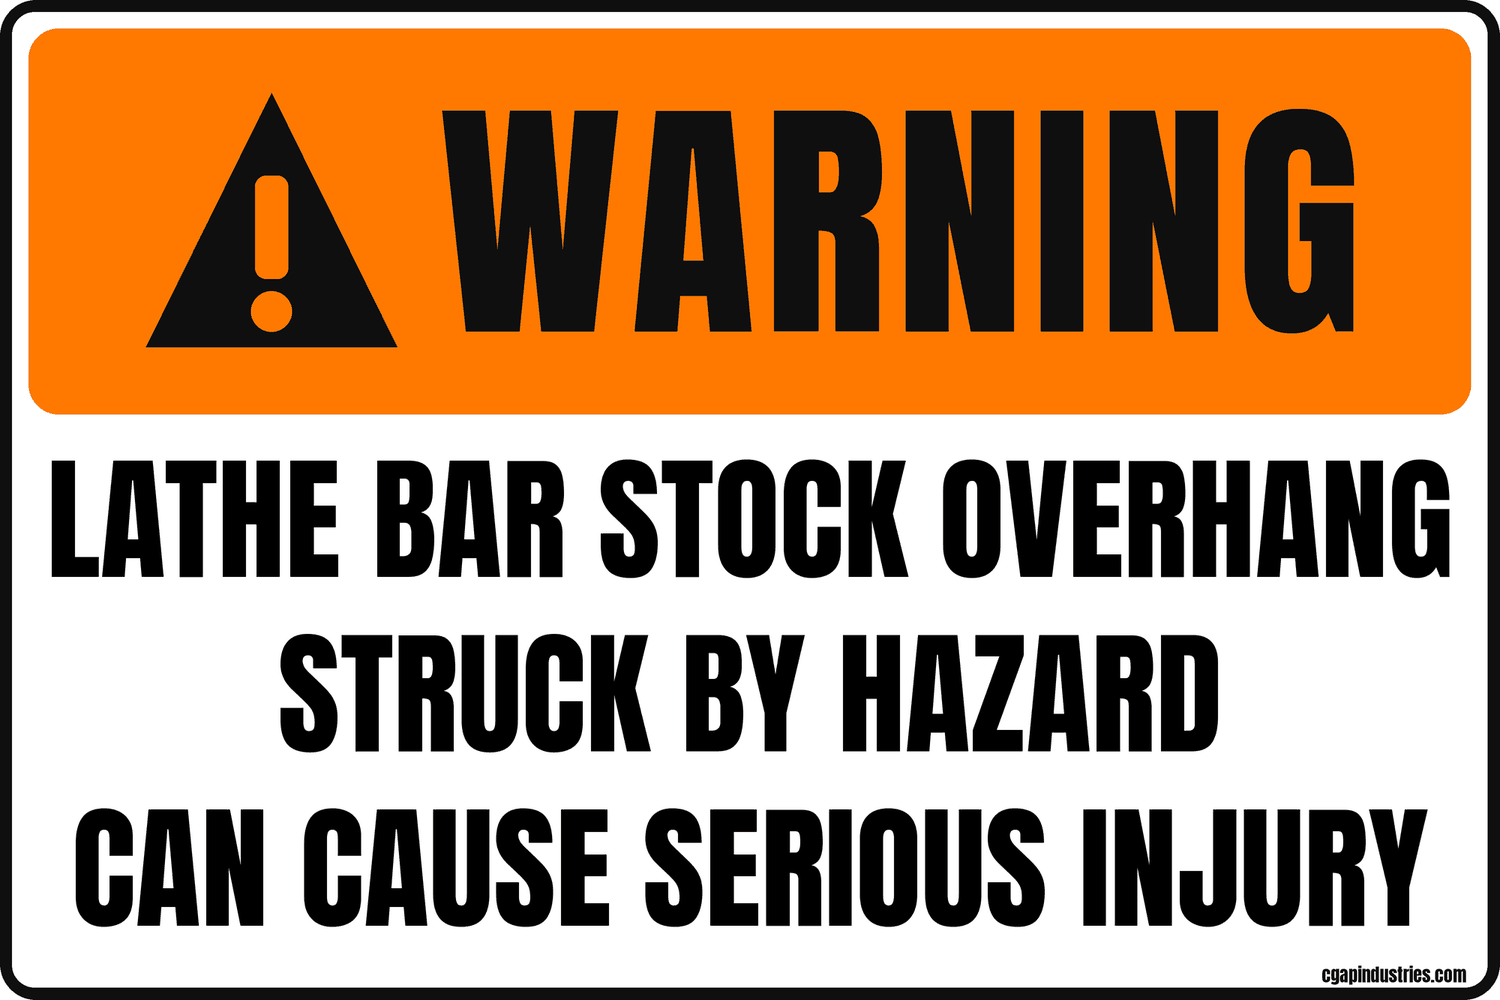 WARNING
LATHE BAR STOCK OVERHANG
STRUCK BY HAZARD
CAN CAUSE SERIOUS INJURY
cgapindustries.com